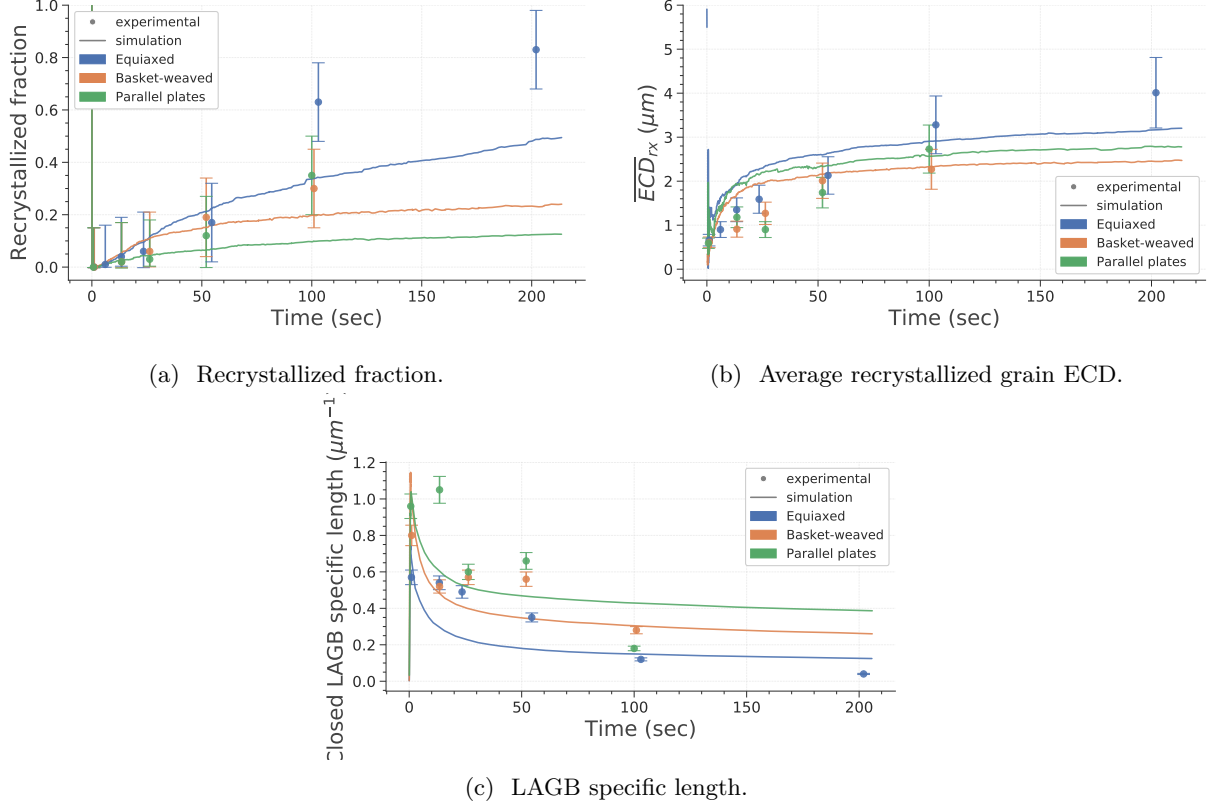 Recrystallized fraction
1.0
0.8
0.6
0.4
0.2
0.0
experimental
simulation
Equiaxed
Basket-weaved
Parallel plates
0 50 100 150 200
Time (sec)
(a) Recrystallized fraction.
ECD_rx (μm)
6
5
4
3
2
1
0
experimental
simulation
Equiaxed
Basket-weaved
Parallel plates
0 50 100 150 200
Time (sec)
(b) Average recrystallized grain ECD.
Closed LAGB specific length (μm⁻¹
1.2
1.0
0.8
0.6
0.4
0.2
0.0
experimental
simulation
Equiaxed
Basket-weaved
Parallel plates
0 50 100 150 200
Time (sec)
(c) LAGB specific length.